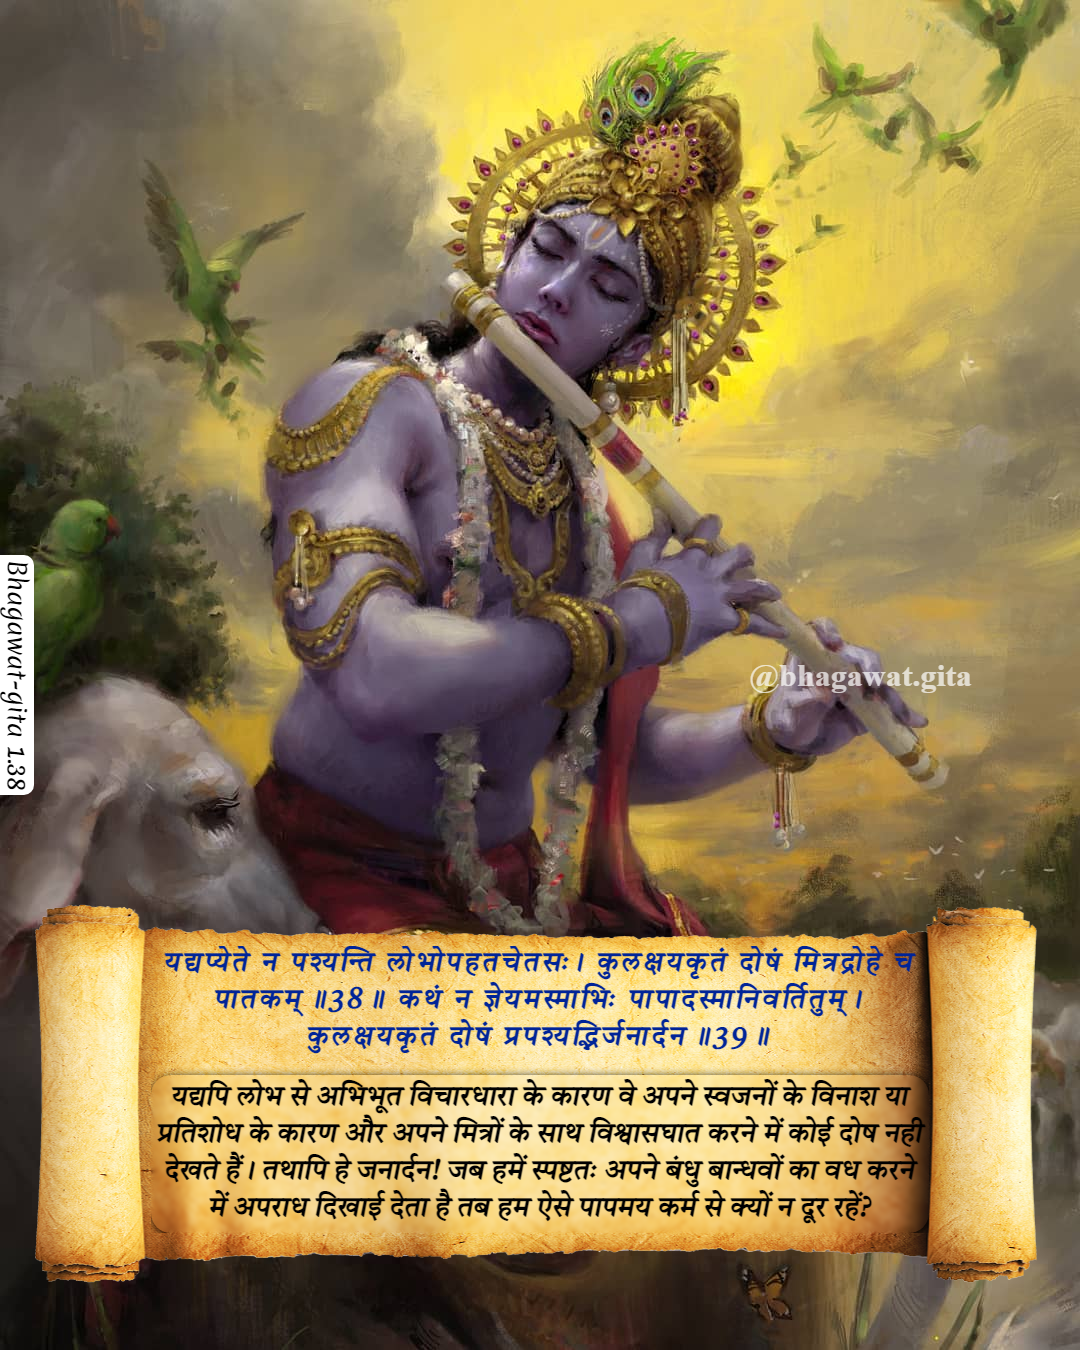 Bhagawat-gita 1.38
@bhagawat.gita
यद्यप्येते न पश्यन्ति लोभोपहतचेतसः। कुलक्षयकृतं दोषं मित्रद्रोहे च
पातकम् ॥38॥ कथं न ज्ञेयमस्माभिः पापादस्मानिवर्तितुम्।
कुलक्षयकृतं दोषं प्रपश्यद्भिर्जनार्दन ॥39॥
यद्यपि लोभ से अभिभूत विचारधारा के कारण वे अपने स्वजनों के विनाश या
प्रतिशोध के कारण और अपने मित्रों के साथ विश्वासघात करने में कोई दोष नही
देखते हैं। तथापि हे जनार्दन! जब हमें स्पष्टतः अपने बंधु बान्धवों का वध करने
में अपराध दिखाई देता है तब हम ऐसे पापमय कर्म से क्यों न दूर रहें?